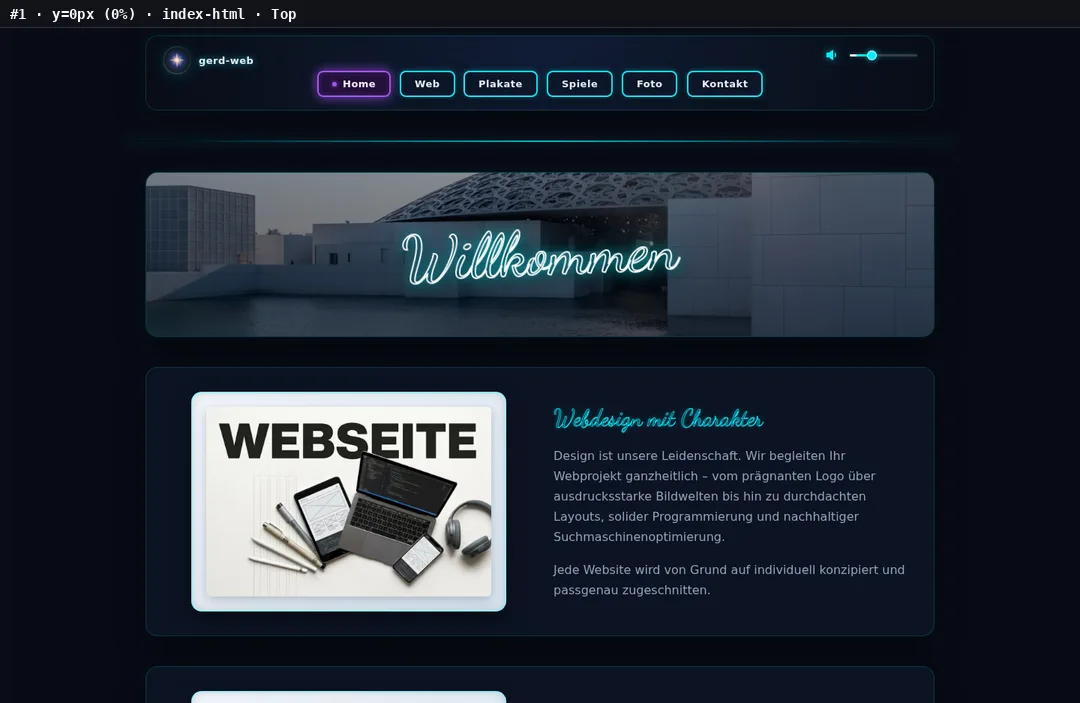 #1 · y=0px (0%) · index-html · Top
gerd-web
Home Web Plakate Spiele Foto Kontakt
Willkommen
WEBSEITE
Webdesign mit Charakter
Design ist unsere Leidenschaft. Wir begleiten Ihr
Webprojekt ganzheitlich – vom prägnanten Logo über
ausdrucksstarke Bildwelten bis hin zu durchdachten
Layouts, solider Programmierung und nachhaltiger
Suchmaschinenoptimierung.
Jede Website wird von Grund auf individuell konzipiert und
passgenau zugeschnitten.